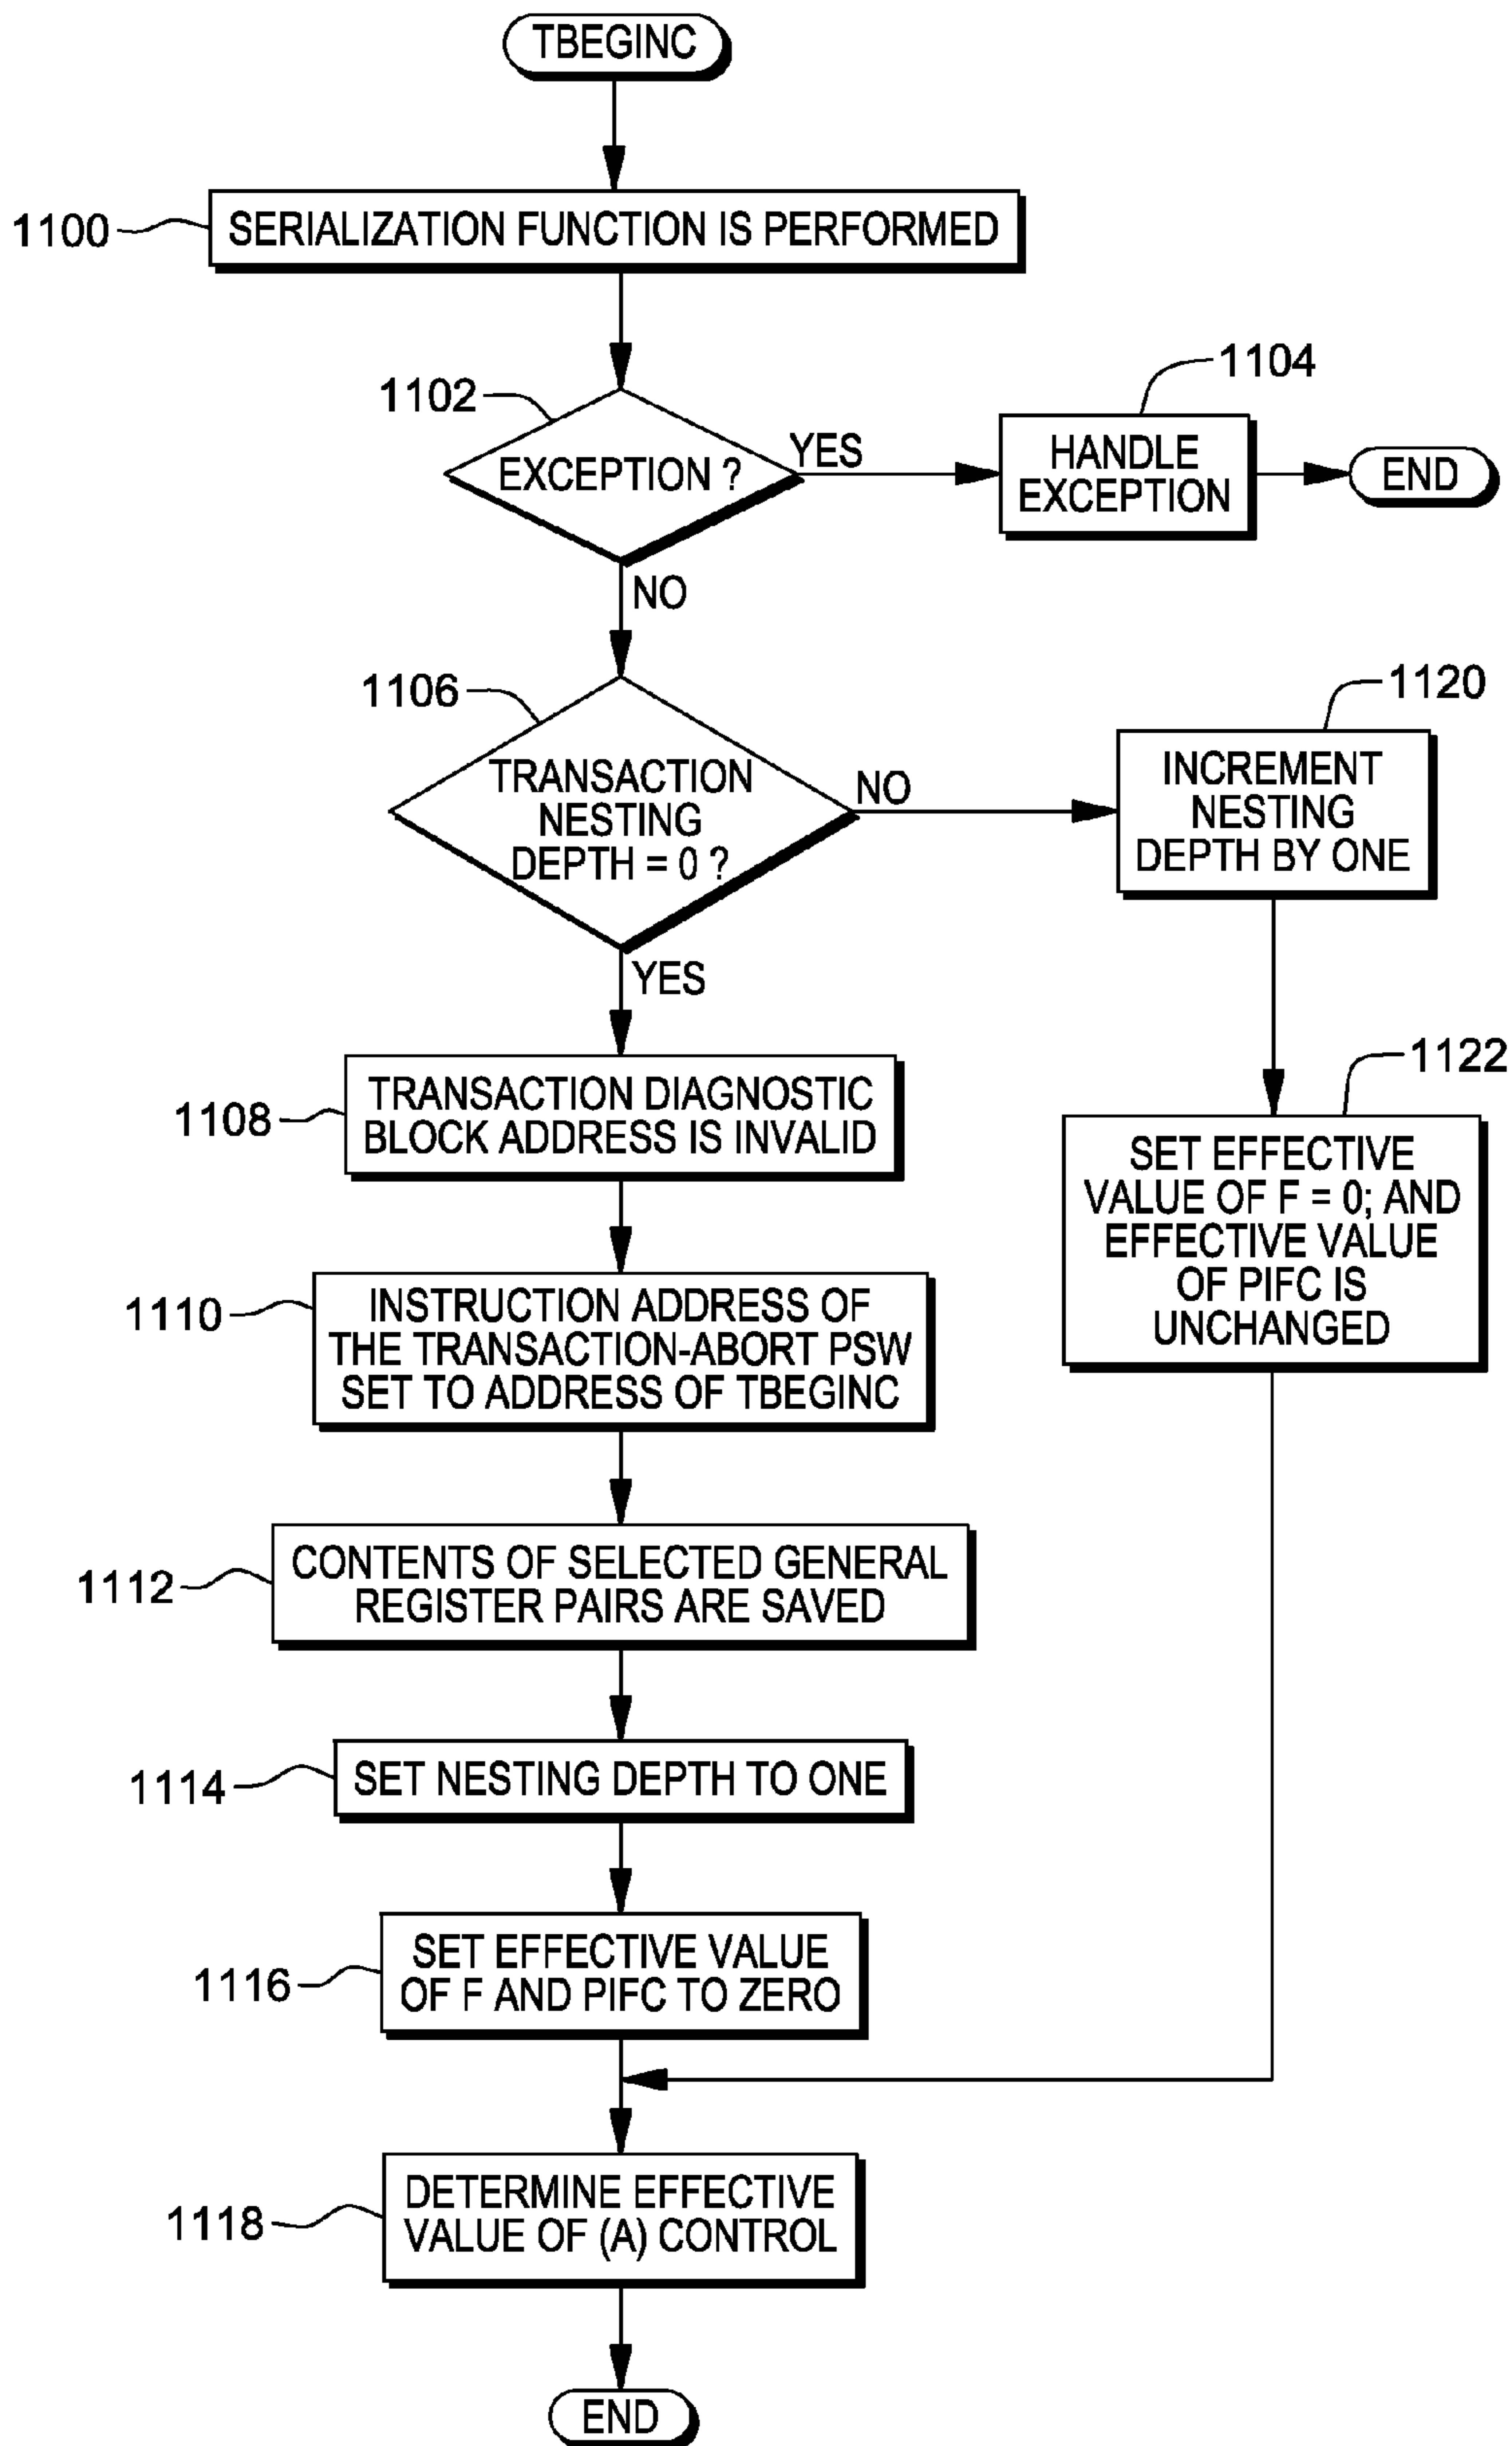 TBEGINC
1100
SERIALIZATION FUNCTION IS PERFORMED
1102
EXCEPTION ?
YES
1104
HANDLE
EXCEPTION
END
NO
1106
TRANSACTION
NESTING
DEPTH = 0 ?
NO
1120
INCREMENT
NESTING
DEPTH BY ONE
YES
1108
TRANSACTION DIAGNOSTIC
BLOCK ADDRESS IS INVALID
1122
SET EFFECTIVE
VALUE OF F = 0; AND
EFFECTIVE VALUE
OF PIFC IS
UNCHANGED
1110
INSTRUCTION ADDRESS OF
THE TRANSACTION-ABORT PSW
SET TO ADDRESS OF TBEGINC
1112
CONTENTS OF SELECTED GENERAL
REGISTER PAIRS ARE SAVED
1114
SET NESTING DEPTH TO ONE
1116
SET EFFECTIVE VALUE
OF F AND PIFC TO ZERO
1118
DETERMINE EFFECTIVE
VALUE OF (A) CONTROL
END